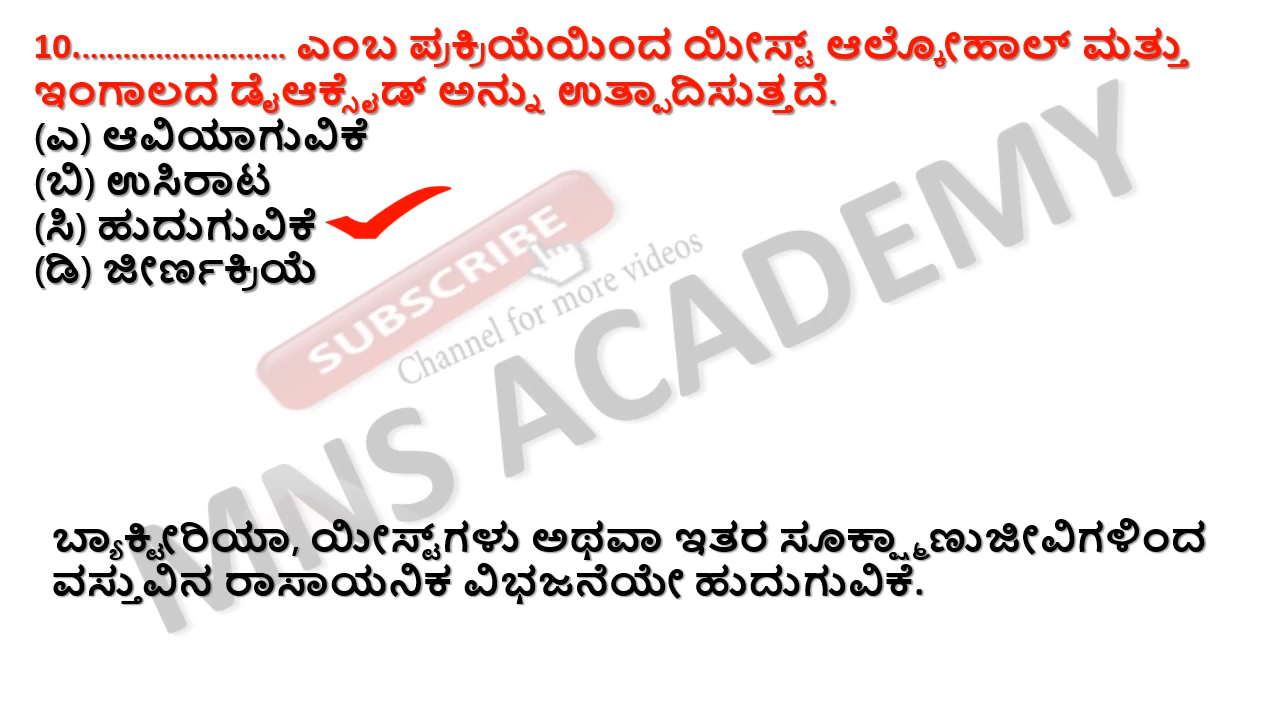 10.......................... ಎಂಬ ಪ್ರಕ್ರಿಯೆಯಿಂದ ಯೀಸ್ಟ್ ಆಲ್ಕೋಹಾಲ್ ಮತ್ತು
ಇಂಗಾಲದ ಡೈಆಕ್ಸೈಡ್ ಅನ್ನು ಉತ್ಪಾದಿಸುತ್ತದೆ.
(ಎ) ಆವಿಯಾಗುವಿಕೆ
(ಬಿ) ಉಸಿರಾಟ
(ಸಿ) ಹುದುಗುವಿಕೆ
(ಡಿ) ಜೀರ್ಣಕ್ರಿಯೆ
SUBSCRIBE
Channel for more videos
MNS ACADEMY
ಬ್ಯಾಕ್ಟೀರಿಯಾ, ಯೀಸ್ಟ್‌ಗಳು ಅಥವಾ ಇತರ ಸೂಕ್ಷ್ಮಾಣುಜೀವಿಗಳಿಂದ
ವಸ್ತುವಿನ ರಾಸಾಯನಿಕ ವಿಭಜನೆಯೇ ಹುದುಗುವಿಕೆ.